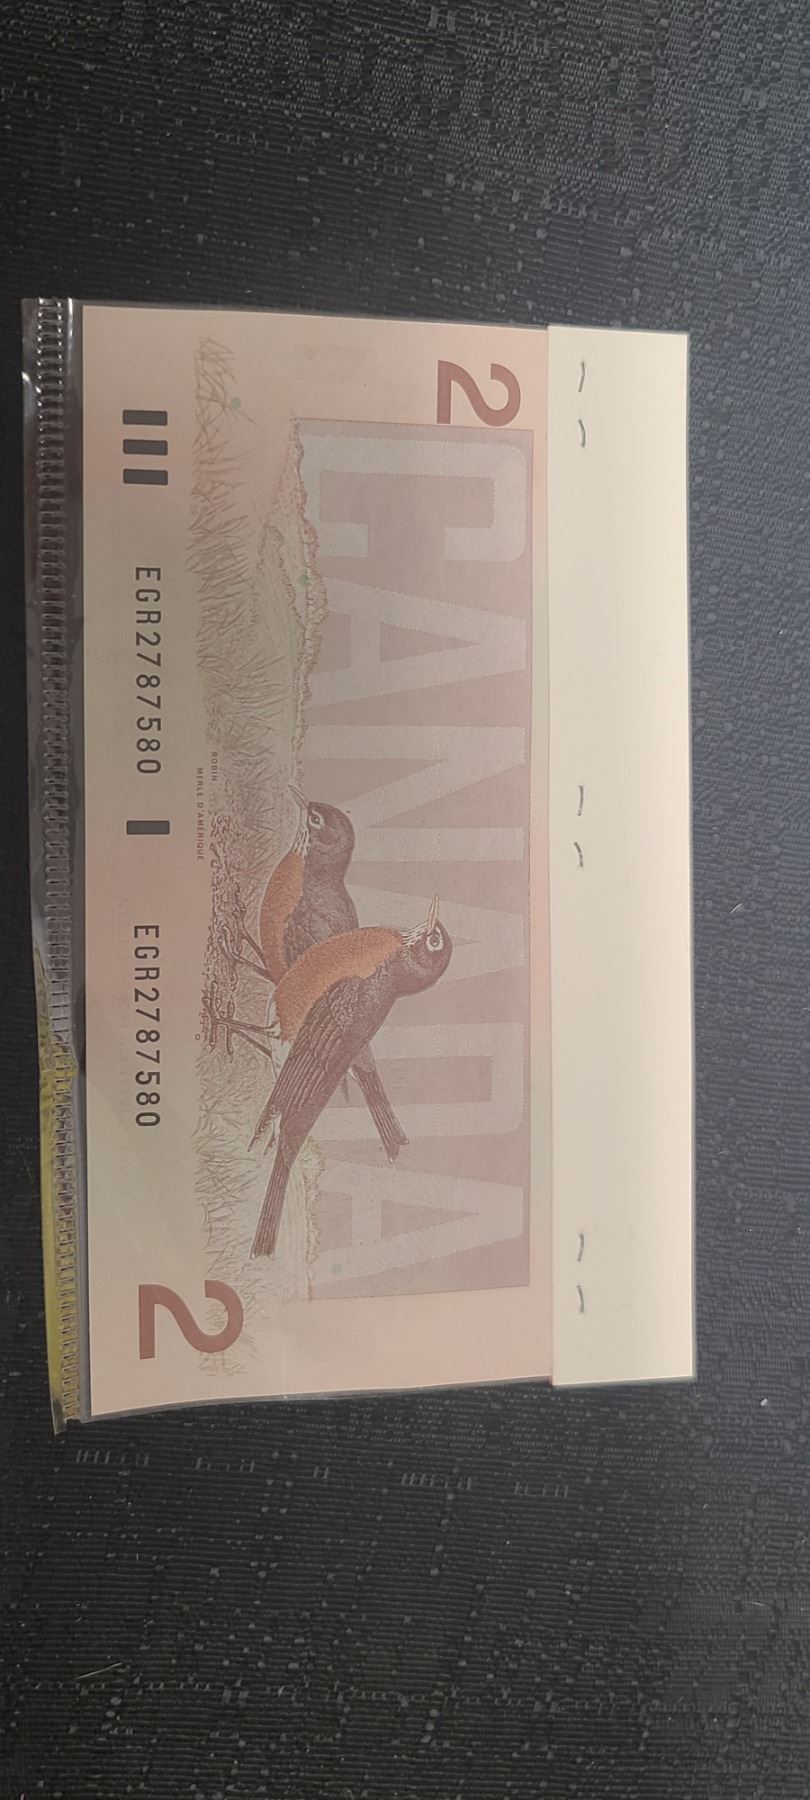 2
CANADA
ROBIN
MERLE D'AMÉRIQUE
EGR2787580
EGR2787580
2